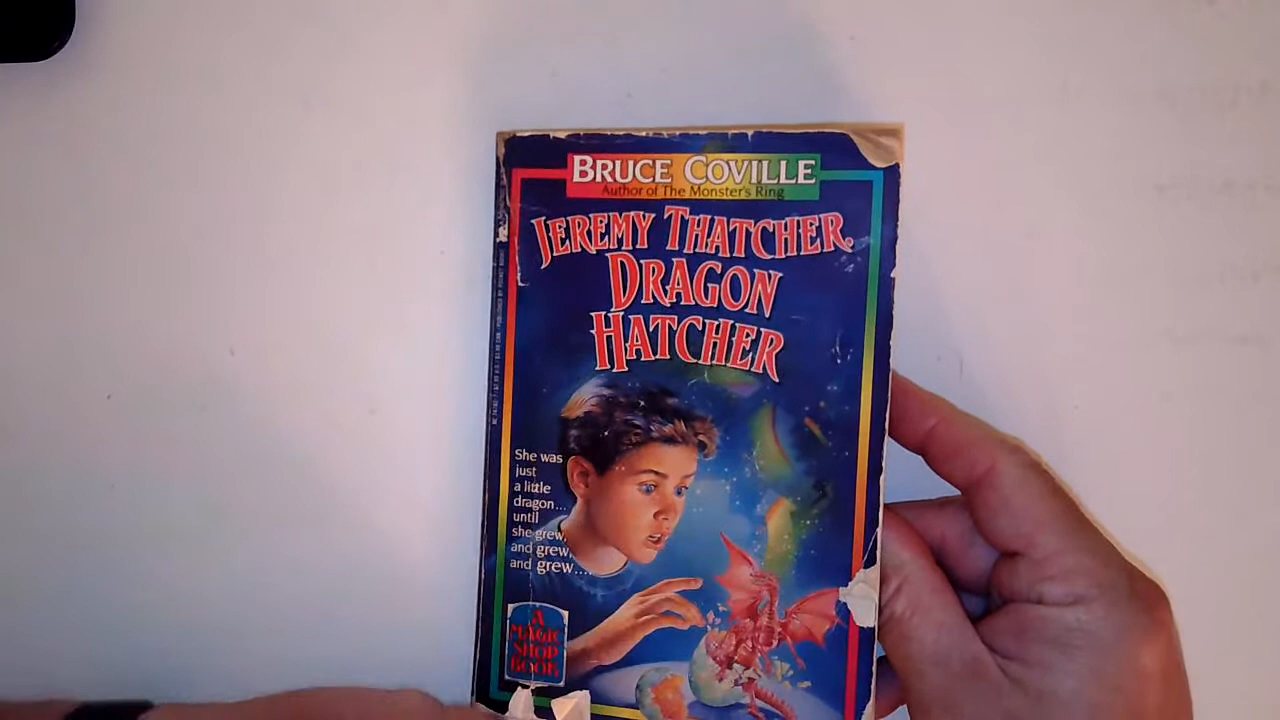 BRUCE COVILLE
Author of The Monster's Ring
JEREMY THATCHER,
DRAGON
HATCHER
She was
just
a little
dragon...
until
she grew,
and grew,
and grew....
A
MAGIC
SHOP
BOOK